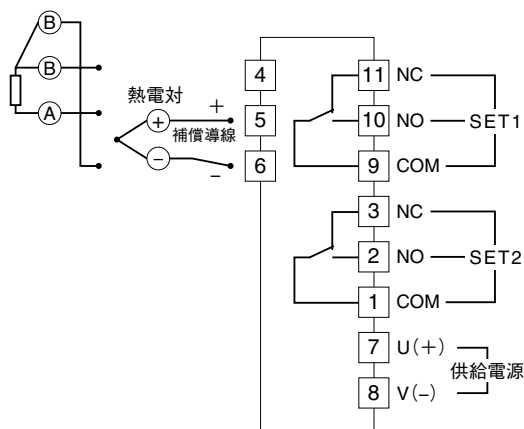 B
B
A
熱電対
+
+
補償導線
−
−
4
5
6
11 NC
10 NO
9 COM
SET1
3 NC
2 NO
1 COM
SET2
7 U(+)
8 V(−)
供給電源